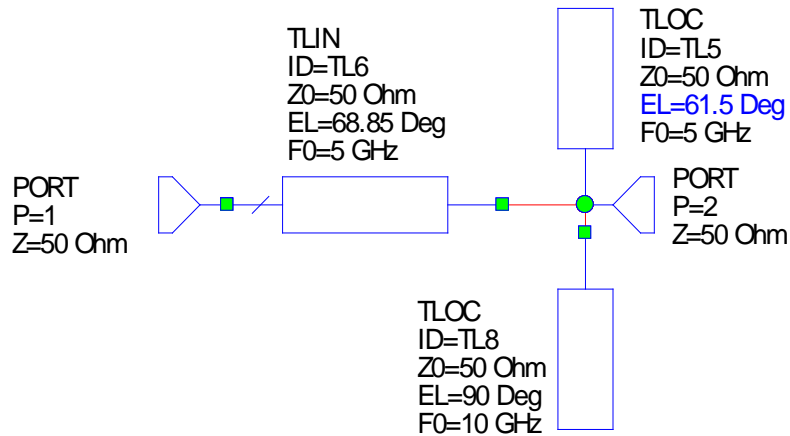 TLIN
ID=TL6
Z0=50 Ohm
EL=68.85 Deg
F0=5 GHz
TLOC
ID=TL5
Z0=50 Ohm
EL=61.5 Deg
F0=5 GHz
PORT
P=1
Z=50 Ohm
PORT
P=2
Z=50 Ohm
TLOC
ID=TL8
Z0=50 Ohm
EL=90 Deg
F0=10 GHz